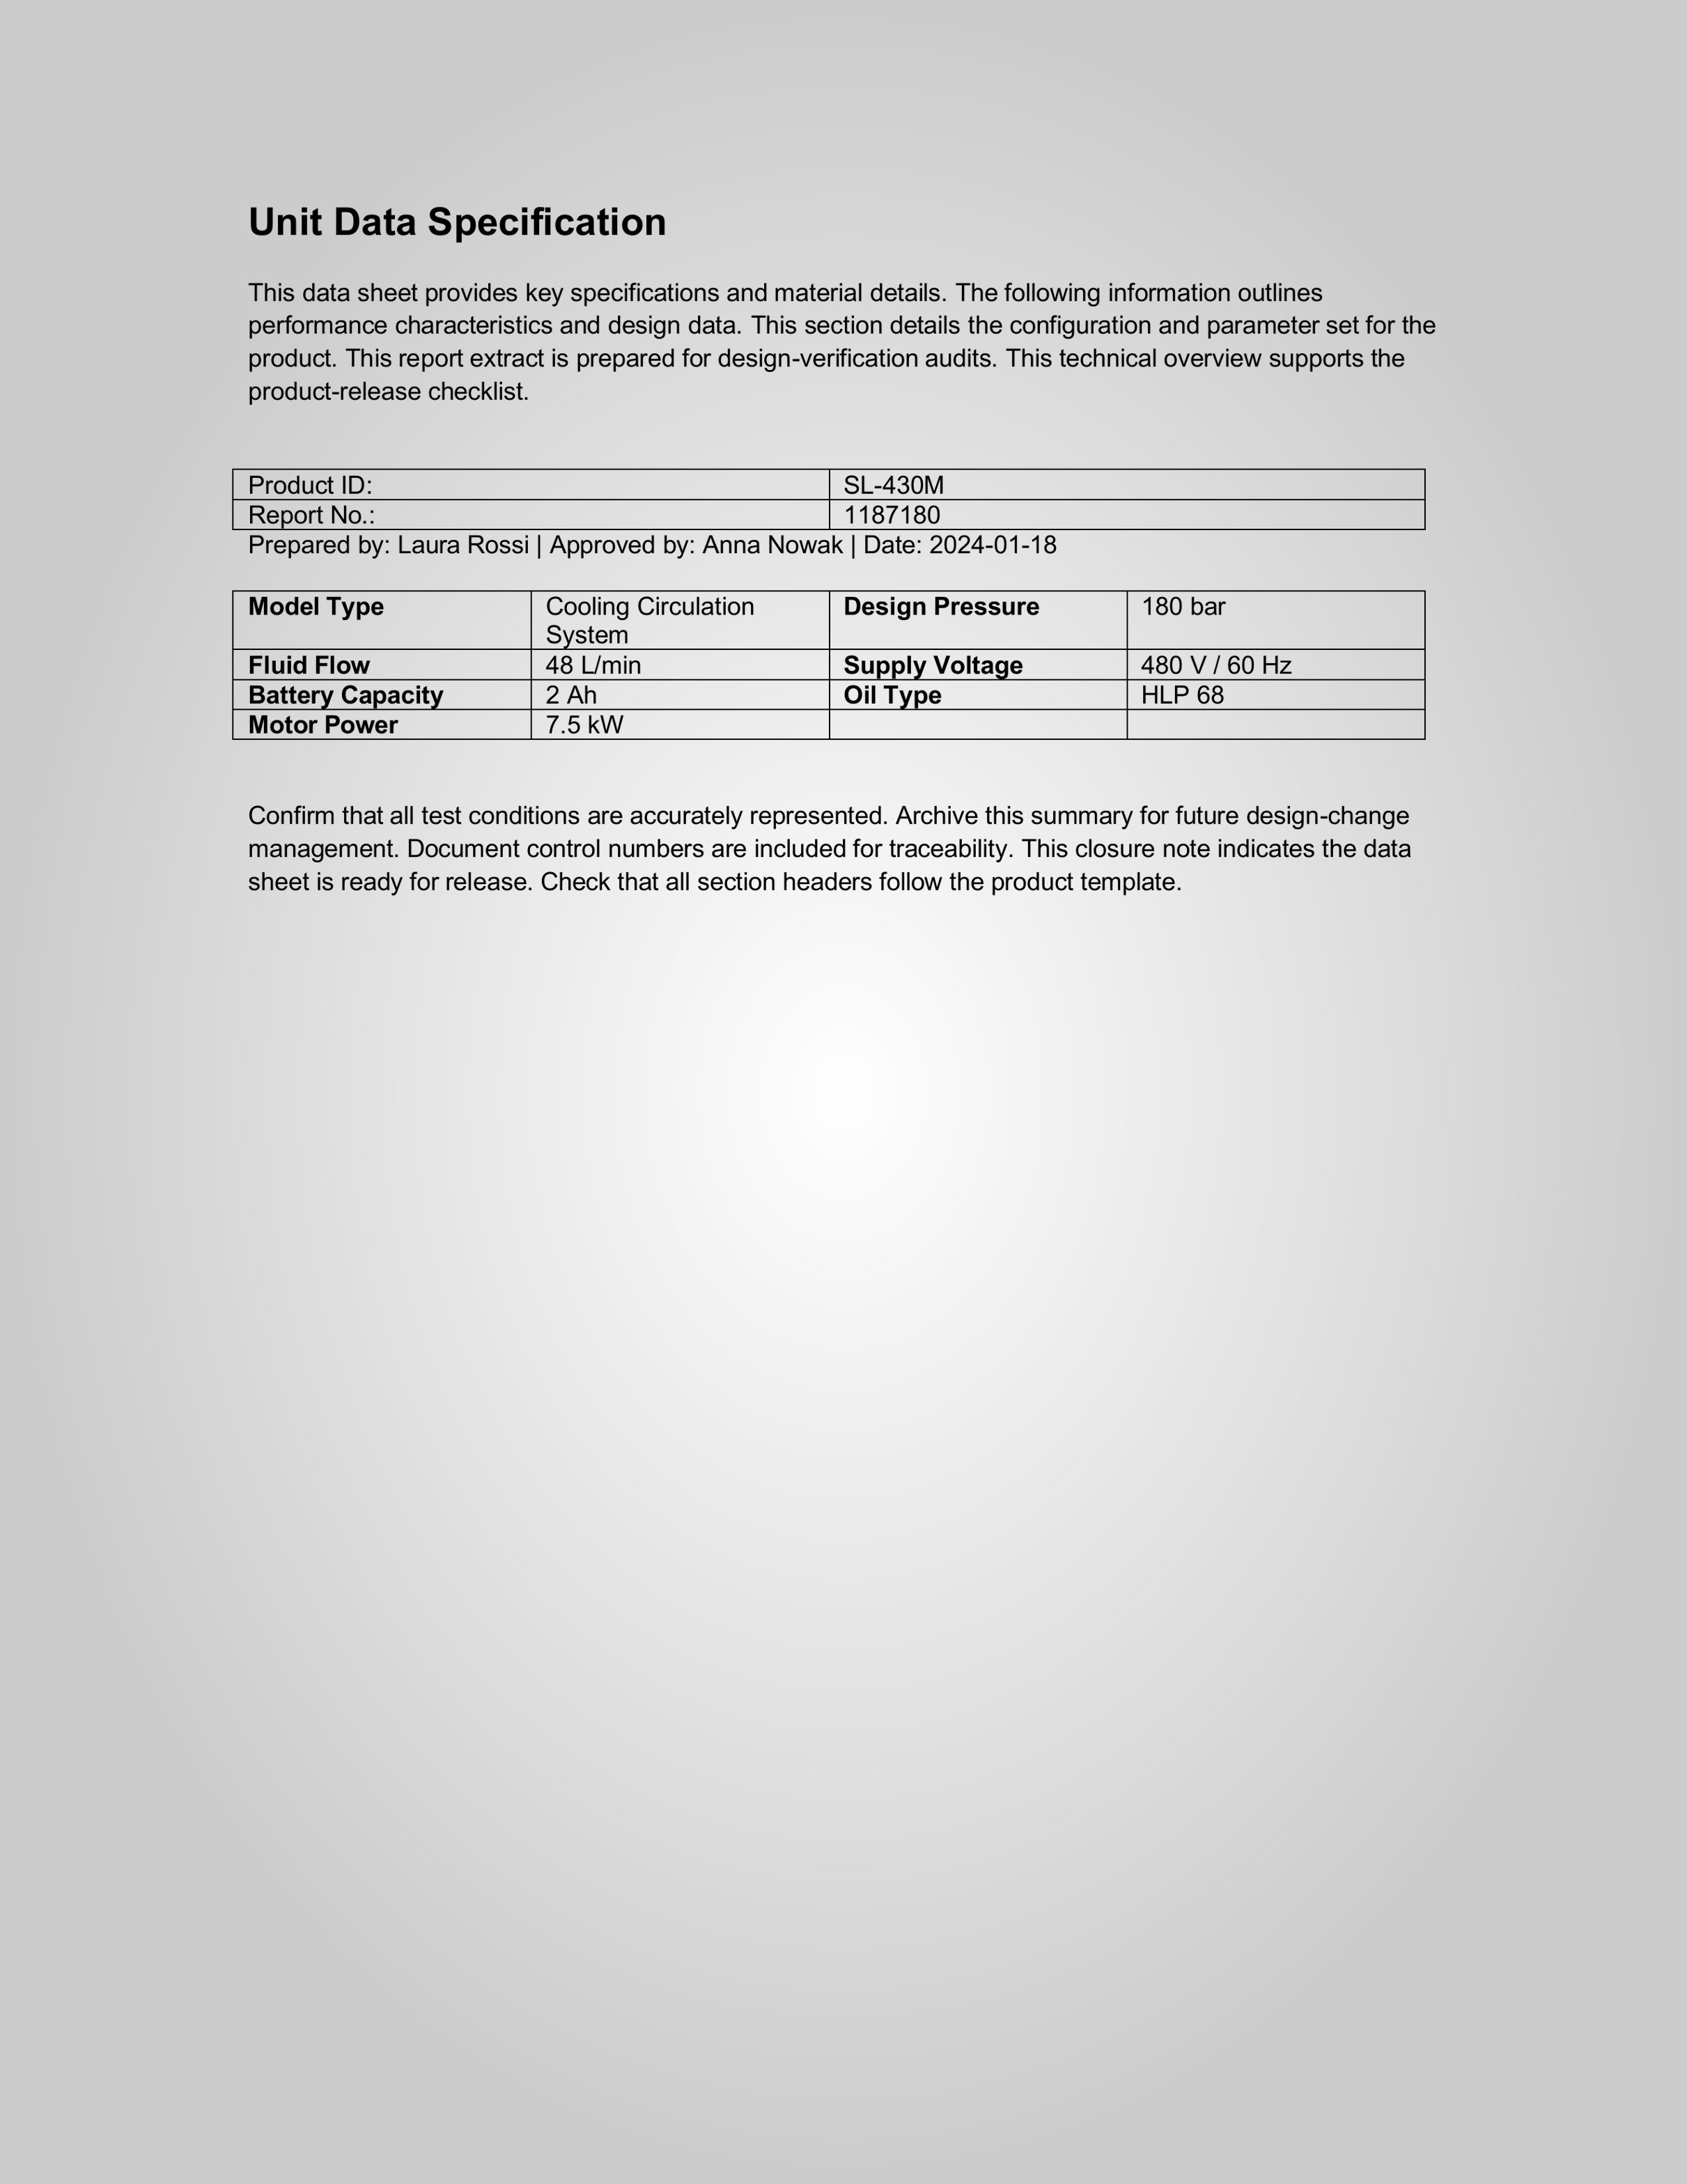 Unit Data Specification
This data sheet provides key specifications and material details. The following information outlines
performance characteristics and design data. This section details the configuration and parameter set for the
product. This report extract is prepared for design-verification audits. This technical overview supports the
product-release checklist.
Product ID: SL-430M
Report No.: 1187180
Prepared by: Laura Rossi | Approved by: Anna Nowak | Date: 2024-01-18
Model Type Cooling Circulation Design Pressure 180 bar
System
Fluid Flow 48 L/min Supply Voltage 480 V / 60 Hz
Battery Capacity 2 Ah Oil Type HLP 68
Motor Power 7.5 kW
Confirm that all test conditions are accurately represented. Archive this summary for future design-change
management. Document control numbers are included for traceability. This closure note indicates the data
sheet is ready for release. Check that all section headers follow the product template.